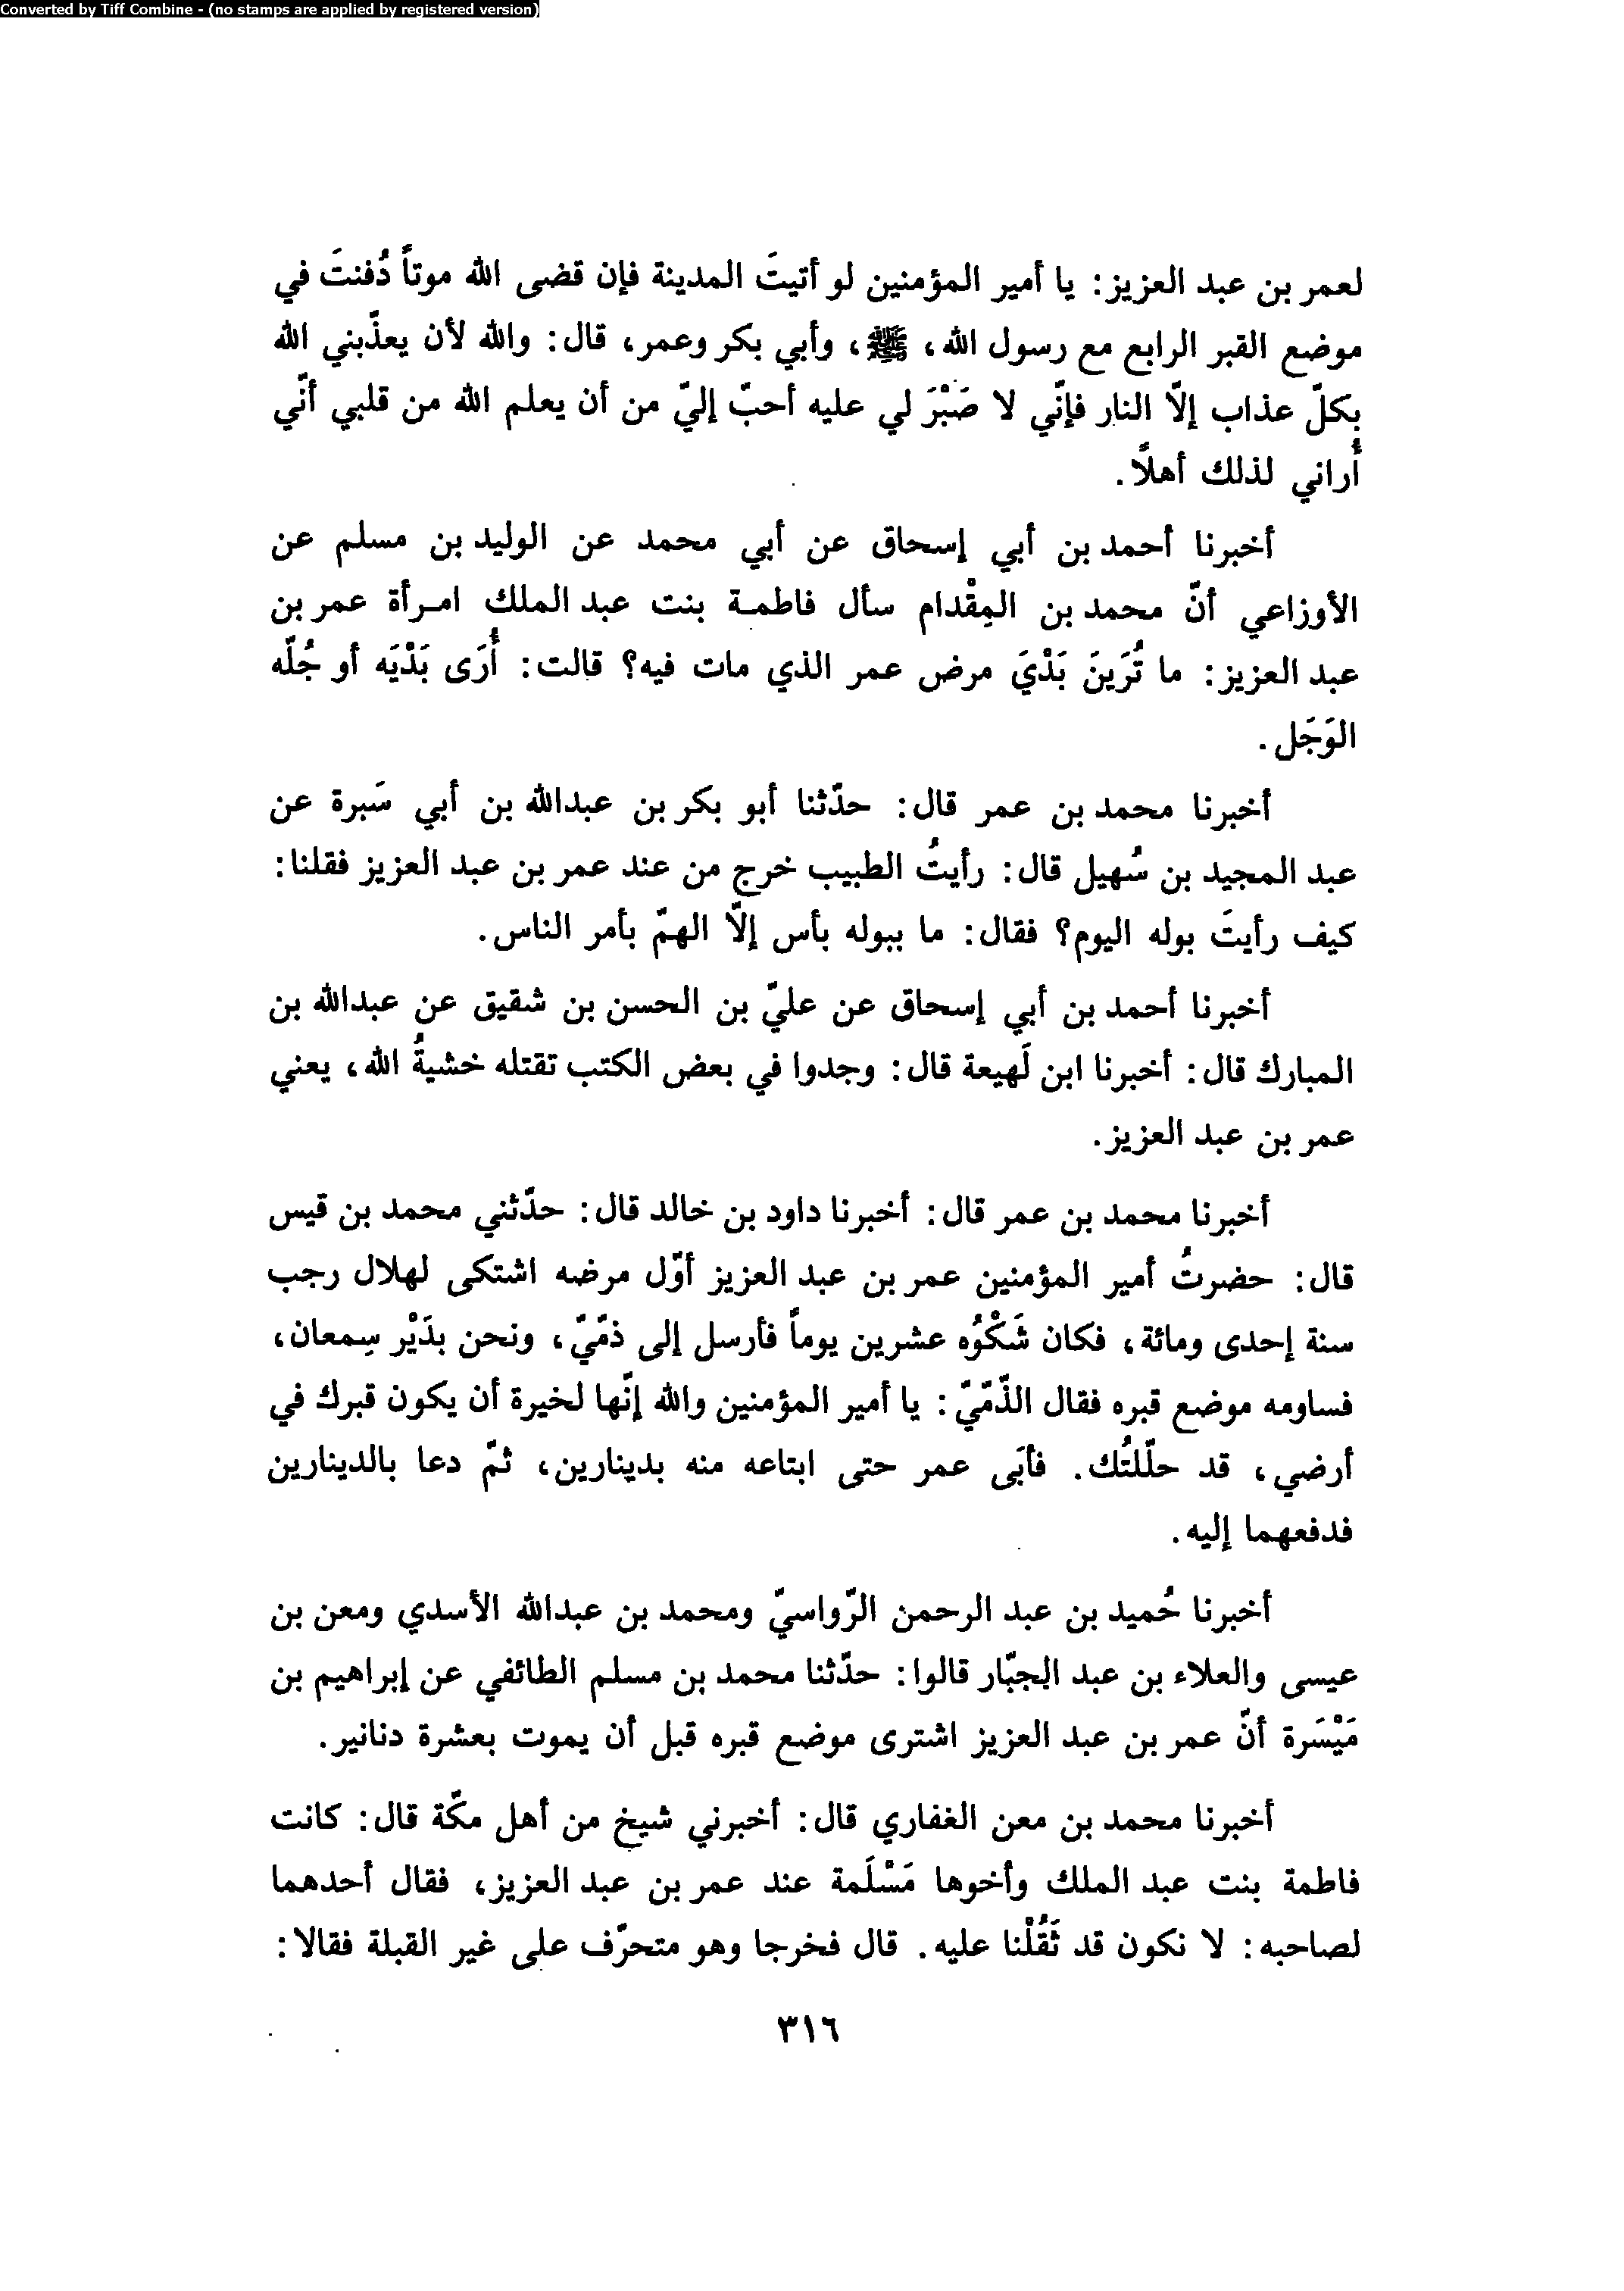 Converted by Tiff Combine - (no stamps are applied by registered version)
لعمر بن عبد العزيز: يا أمير المؤمنين لو أتيتَ المدينة فإن قضى الله موتاً دُفنتَ في
موضع القبر الرابع مع رسول الله، ﷺ، وأبي بكر وعمر، قال: والله لأن يعذّبني الله
بكلّ عذاب إلاّ النار فإنّي لا صَبْرَ لي عليه أحبّ إليّ من أن يعلم الله من قلبي أنّي
أُراني لذلك أهلًا.
أخبرنا أحمد بن أبي إسحاق عن أبي محمد عن الوليد بن مسلم عن
الأوزاعي أنّ محمد بن المِقْدام سأل فاطمـة بنت عبد الملك امـرأة عمر بن
عبد العزيز: ما تُرَينَ بَدْيَ مرض عمر الذي مات فيه؟ قالت: أُرَى بَدْيَه أو جُلّه
الوَجَل.
أخبرنا محمد بن عمر قال: حدّثنا أبو بكر بن عبدالله بن أبي سَبرة عن
عبد المجيد بن سُهيل قال: رأيتُ الطبيب خرج من عند عمر بن عبد العزيز فقلنا:
كيف رأيتَ بوله اليوم؟ فقال: ما ببوله بأس إلاّ الهمّ بأمر الناس.
أخبرنا أحمد بن أبي إسحاق عن عليّ بن الحسن بن شقيق عن عبدالله بن
المبارك قال: أخبرنا ابن لَهيعة قال: وجدوا في بعض الكتب تقتله خشيةُ الله، يعني
عمر بن عبد العزيز.
أخبرنا محمد بن عمر قال: أخبرنا داود بن خالد قال: حدّثني محمد بن قيس
قال: حضرتُ أمير المؤمنين عمر بن عبد العزيز أوّل مرضه اشتكى لهلال رجب
سنة إحدى ومائة، فكان شَكْوُه عشرين يوماً فأرسل إلى ذمّيّ، ونحن بدَيْر سِمعان،
فساومه موضع قبره فقال الذّمّيّ: يا أمير المؤمنين والله إنّها لخيرة أن يكون قبرك في
أرضي، قد حلّلتُك. فأبَى عمر حتى ابتاعه منه بدينارين، ثمّ دعا بالدينارين
فدفعهما إليه.
أخبرنا حُميد بن عبد الرحمن الرّواسيّ ومحمد بن عبدالله الأسدي ومعن بن
عيسى والعلاء بن عبد الجبّار قالوا: حدّثنا محمد بن مسلم الطائفي عن إبراهيم بن
مَيْسَرة أنّ عمر بن عبد العزيز اشترى موضع قبره قبل أن يموت بعشرة دنانير.
أخبرنا محمد بن معن الغفاري قال: أخبرني شيخ من أهل مكّة قال: كانت
فاطمة بنت عبد الملك وأخوها مَسْلَمة عند عمر بن عبد العزيز، فقال أحدهما
لصاحبه: لا نكون قد ثَقُلْنا عليه. قال فخرجا وهو متحرّف على غير القبلة فقالا:
٣١٦